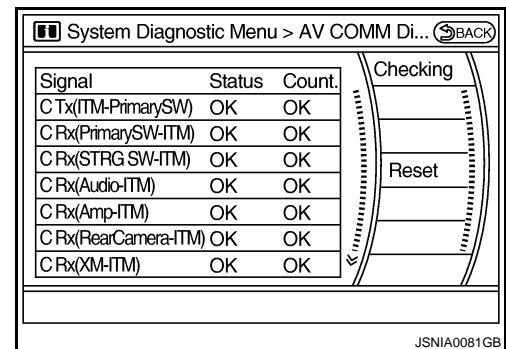 System Diagnostic Menu > AV COMM Di... BACK
Checking
Signal Status Count.
C Tx(ITM-PrimarySW) OK OK
C Rx(PrimarySW-ITM) OK OK
C Rx(STRG SW-ITM) OK OK
Reset
C Rx(Audio-ITM) OK OK
C Rx(Amp-ITM) OK OK
C Rx(RearCamera-ITM) OK OK
C Rx(XM-ITM) OK OK
JSNIA0081GB